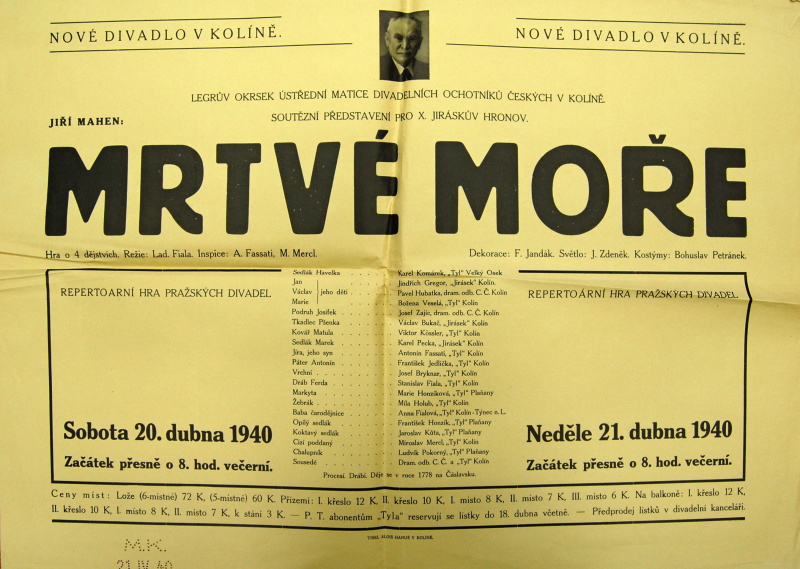 NOVÉ DIVADLO V KOLÍNĚ.
NOVÉ DIVADLO V KOLÍNĚ.
LEGRŮV OKRSEK ÚSTŘEDNÍ MATICE DIVADELNÍCH OCHOTNÍKŮ ČESKÝCH V KOLÍNĚ.
JIŘÍ MAHEN:
SOUTĚZNÍ PŘEDSTAVENÍ PRO X. JIRÁSKŮV HRONOV.
MRTVÉ MOŘE
Hra o 4 dějstvích. Režie: Lad. Fiala. Inspice: A. Fassati, M. Mercl.
Dekorace: F. Jandák. Světlo: J. Zdeněk. Kostýmy: Bohuslav Petránek.
REPERTOÁRNÍ HRA PRAŽSKÝCH DIVADEL
Sobota 20. dubna 1940
Začátek přesně o 8. hod. večerní.
Sedlák Havelka . . . . . Karel Komárek, „Tyl" Velký Osek
Jan . . . . . Jindřich Gregor, „Jirásek" Kolín.
Václav jeho děti . . . . . Pavel Hubatka, dram. odb. C. Č. Kolín
Marie . . . . . Božena Veselá, „Tyl" Kolín
Podruh Josífek . . . . . Josef Zajíc, dram. odb. C. Č. Kolín
Tkadlec Pšenka . . . . . Václav Bukač, „Jirásek" Kolín.
Kovář Matula . . . . . Viktor Kössler, „Tyl" Kolín
Sedlák Marek . . . . . Karel Pecka, „Jirásek" Kolín
Jíra, jeho syn . . . . . Antonín Fassati, „Tyl" Kolín
Páter Antonín . . . . . František Jedlička, „Tyl" Kolín
Vrchní . . . . . Josef Bryknar, „Tyl" Kolín
Dráb Ferda . . . . . Stanislav Fiala, „Tyl" Kolín
Markyta . . . . . Marie Honzíková, „Tyl" Plaňany
Žebrák . . . . . Míla Holub, „Tyl" Kolín
Baba čarodějnice . . . . . Anna Fialová, „Tyl" Kolín - Týnec n. L.
Opilý sedlák . . . . . František Honzík, „Tyl" Plaňany
Koktavý sedlák . . . . . Jaroslav Kůta, „Tyl" Plaňany
Cizí poddaný . . . . . Miroslav Mercl, „Tyl" Kolín
Chalupník . . . . . Ludvík Pokorný, „Tyl" Plaňany
Sousedé . . . . . Dram. odb. C. Č. a „Tyl" Kolín
Procesí. Drábi. Děje se v roce 1778 na Čáslavsku.
REPERTOÁRNÍ HRA PRAŽSKÝCH DIVADEL
Neděle 21. dubna 1940
Začátek přesně o 8. hod. večerní.
Ceny míst: Lože (6-místné) 72 K, (5-místné) 60 K. Přízemí: I. křeslo 12 K, II. křeslo 10 K, I. místo 8 K, II. místo 7 K, III. místo 6 K. Na balkoně: I. křeslo 12 K,
II. křeslo 10 K, I. místo 8 K, II. místo 7 K, k stání 3 K. — P. T. abonentům „Tyla" reservují se lístky do 18. dubna včetně. — Předprodej lístků v divadelní kanceláři.
TISKL ALOIS HANUŠ V KOLÍNĚ.
M.K.
21.IV.40